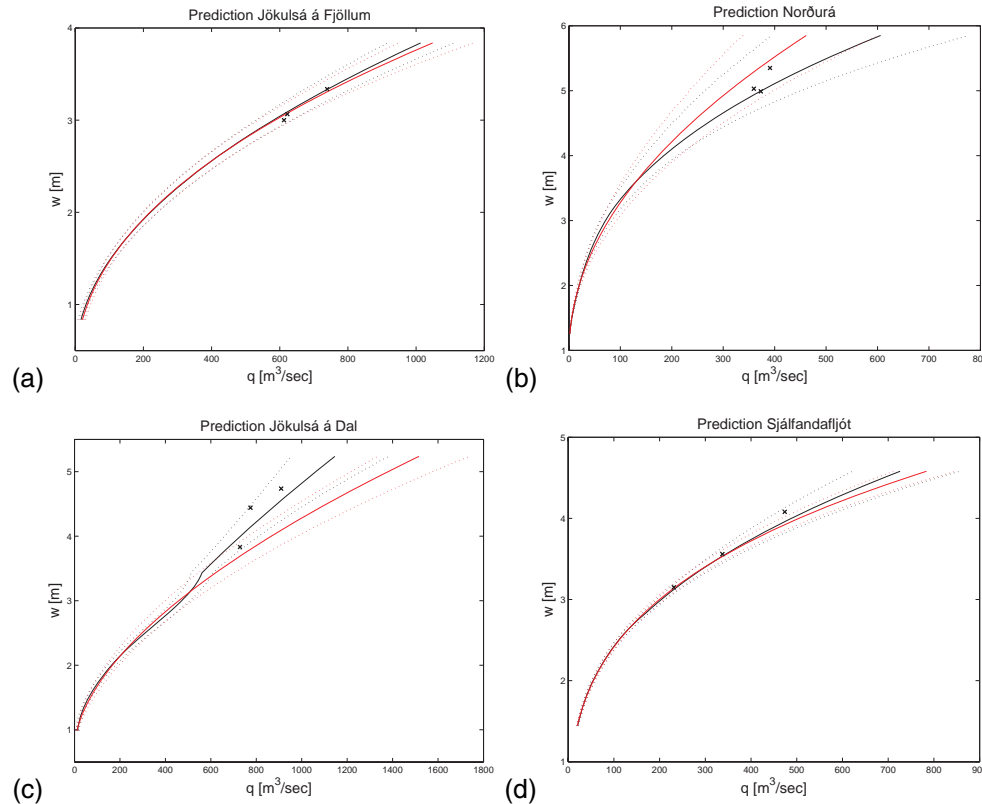 Prediction Jökulsá á Fjöllum
4
3
2
1
w [m]
0 200 400 600 800 1000 1200
q [m³/sec]
(a)
Prediction Norðurá
6
5
4
3
2
1
w [m]
0 100 200 300 400 500 600 700 80
q [m³/sec]
(b)
Prediction Jökulsá á Dal
5
4
3
2
1
w [m]
0 200 400 600 800 1000 1200 1400 1600 1800
q [m³/sec]
(c)
Prediction Sjálfandafljót
5
4
3
2
1
w [m]
0 100 200 300 400 500 600 700 800 90
q [m³/sec]
(d)